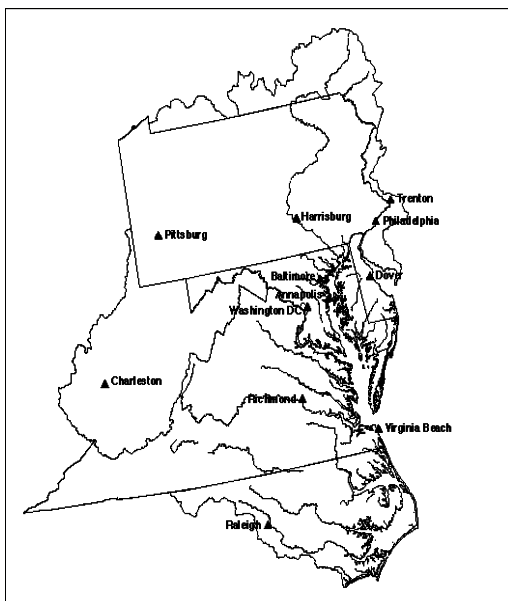 Trenton
Harrisburg
Philadelphia
Pittsburg
Baltimore
Dover
Annapolis
Washington DC
Charleston
Richmond
Virginia Beach
Raleigh